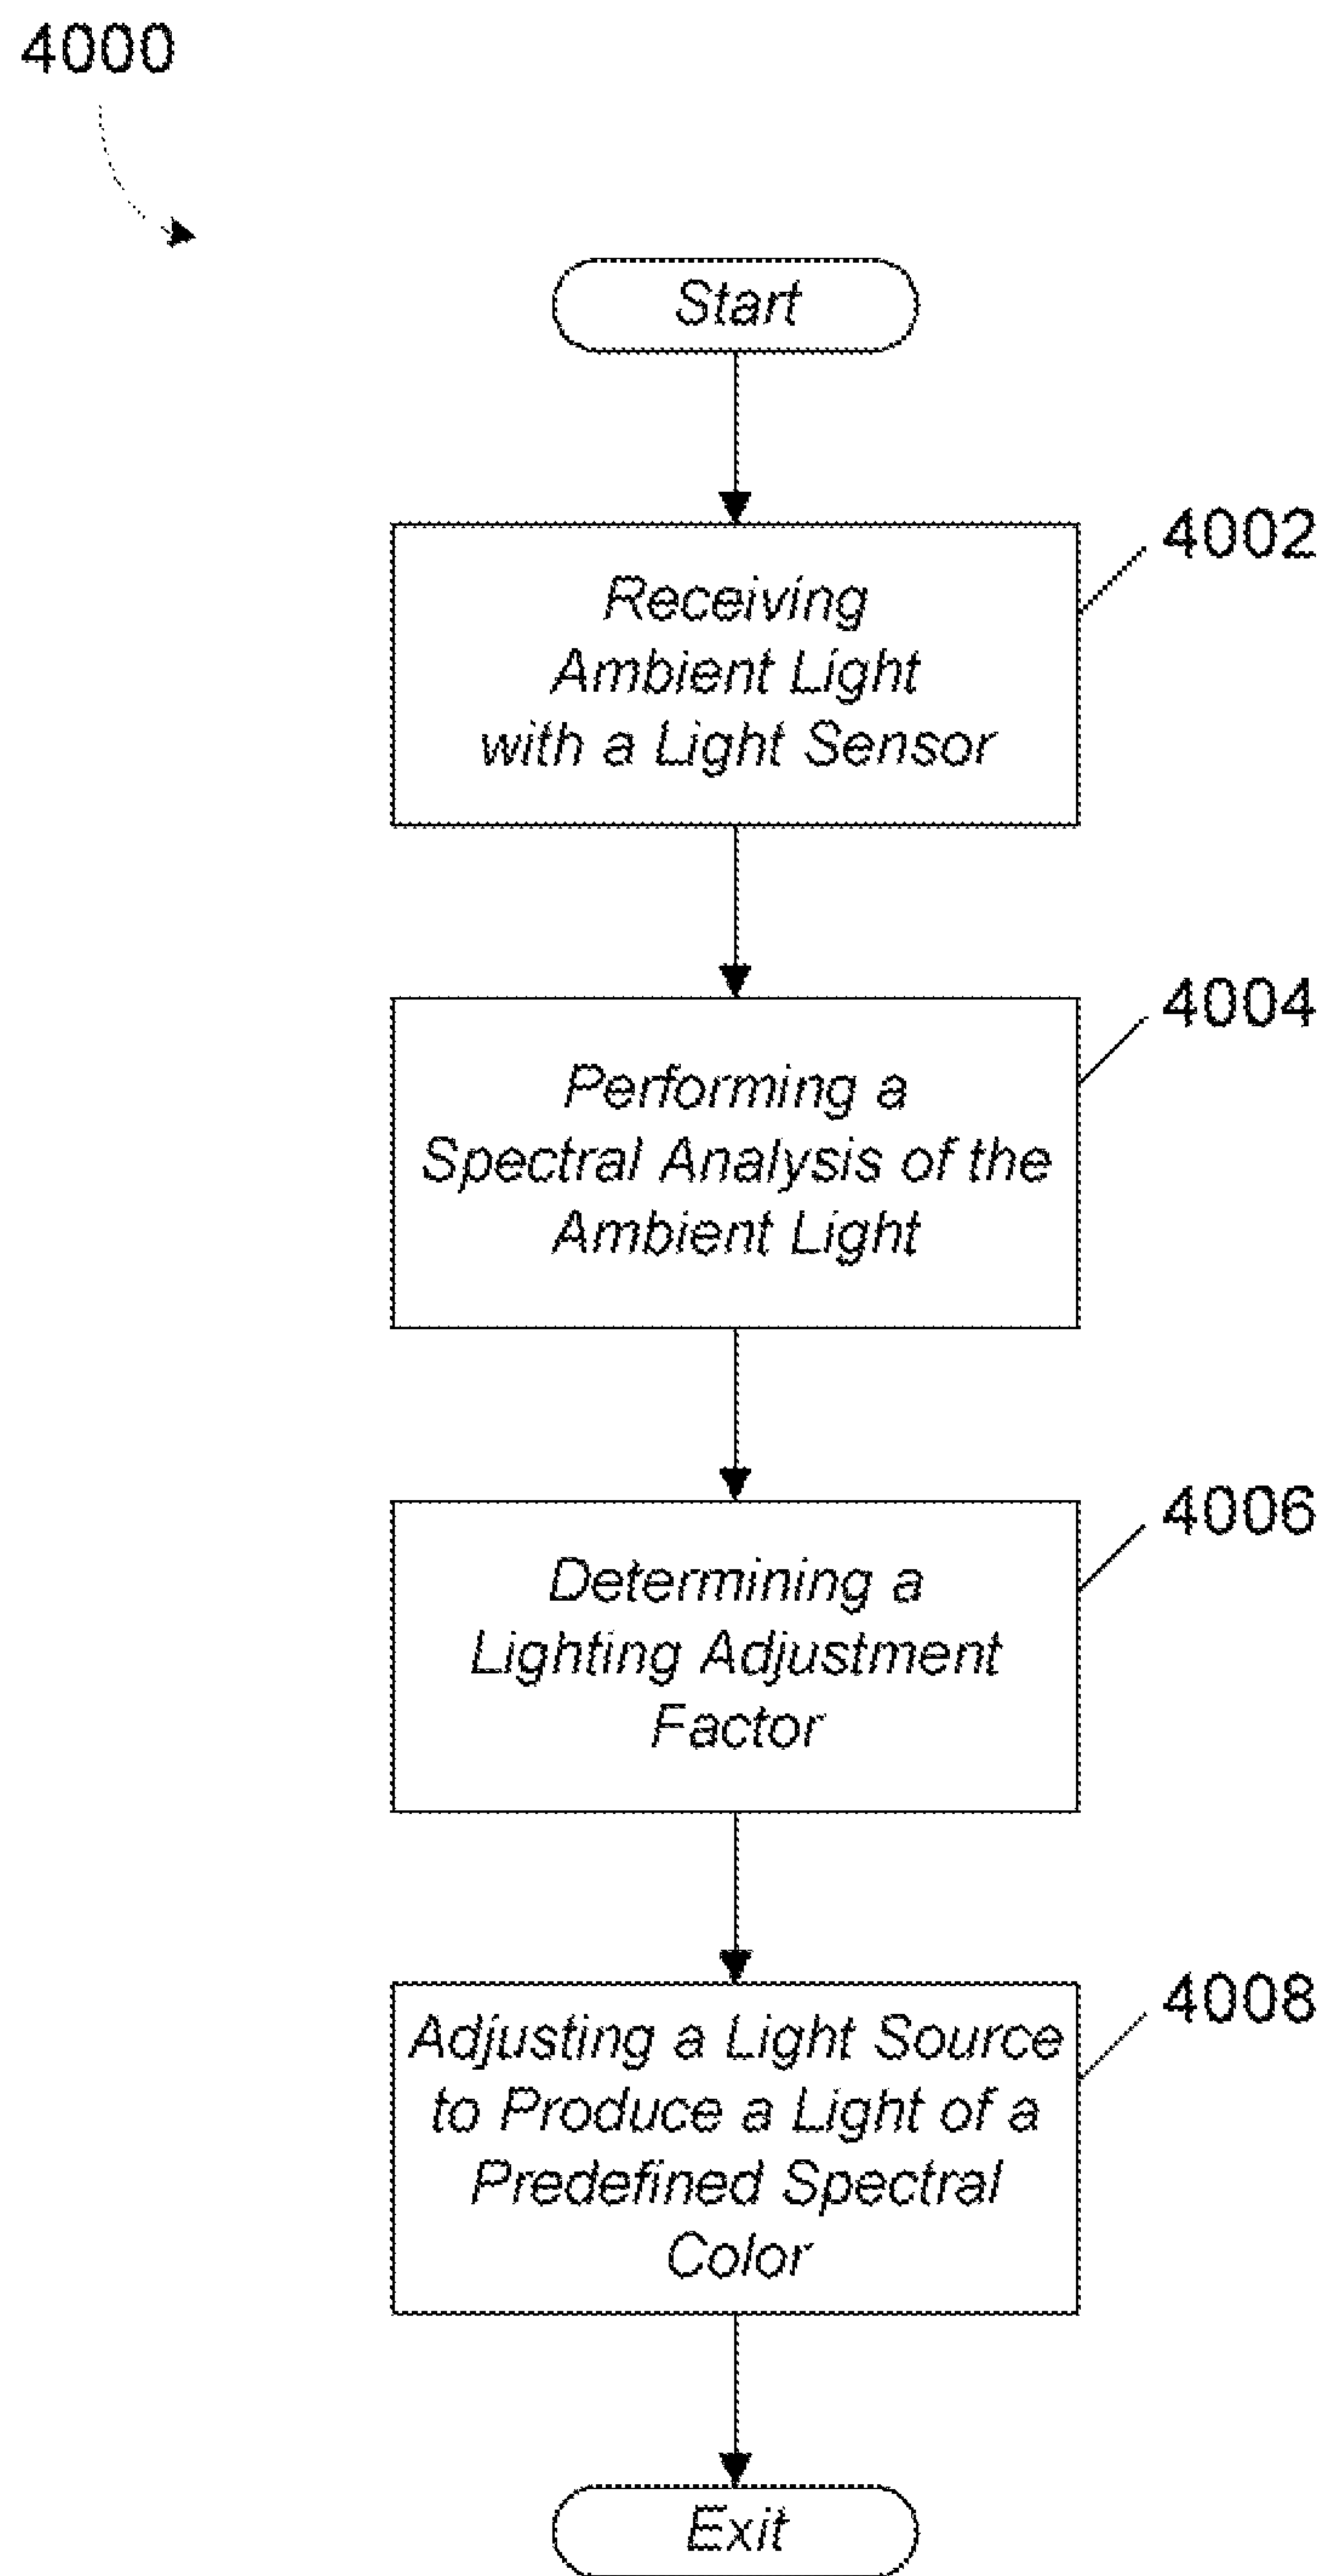 4000
Start
4002
Receiving
Ambient Light
with a Light Sensor
4004
Performing a
Spectral Analysis of the
Ambient Light
4006
Determining a
Lighting Adjustment
Factor
4008
Adjusting a Light Source
to Produce a Light of a
Predefined Spectral
Color
Exit